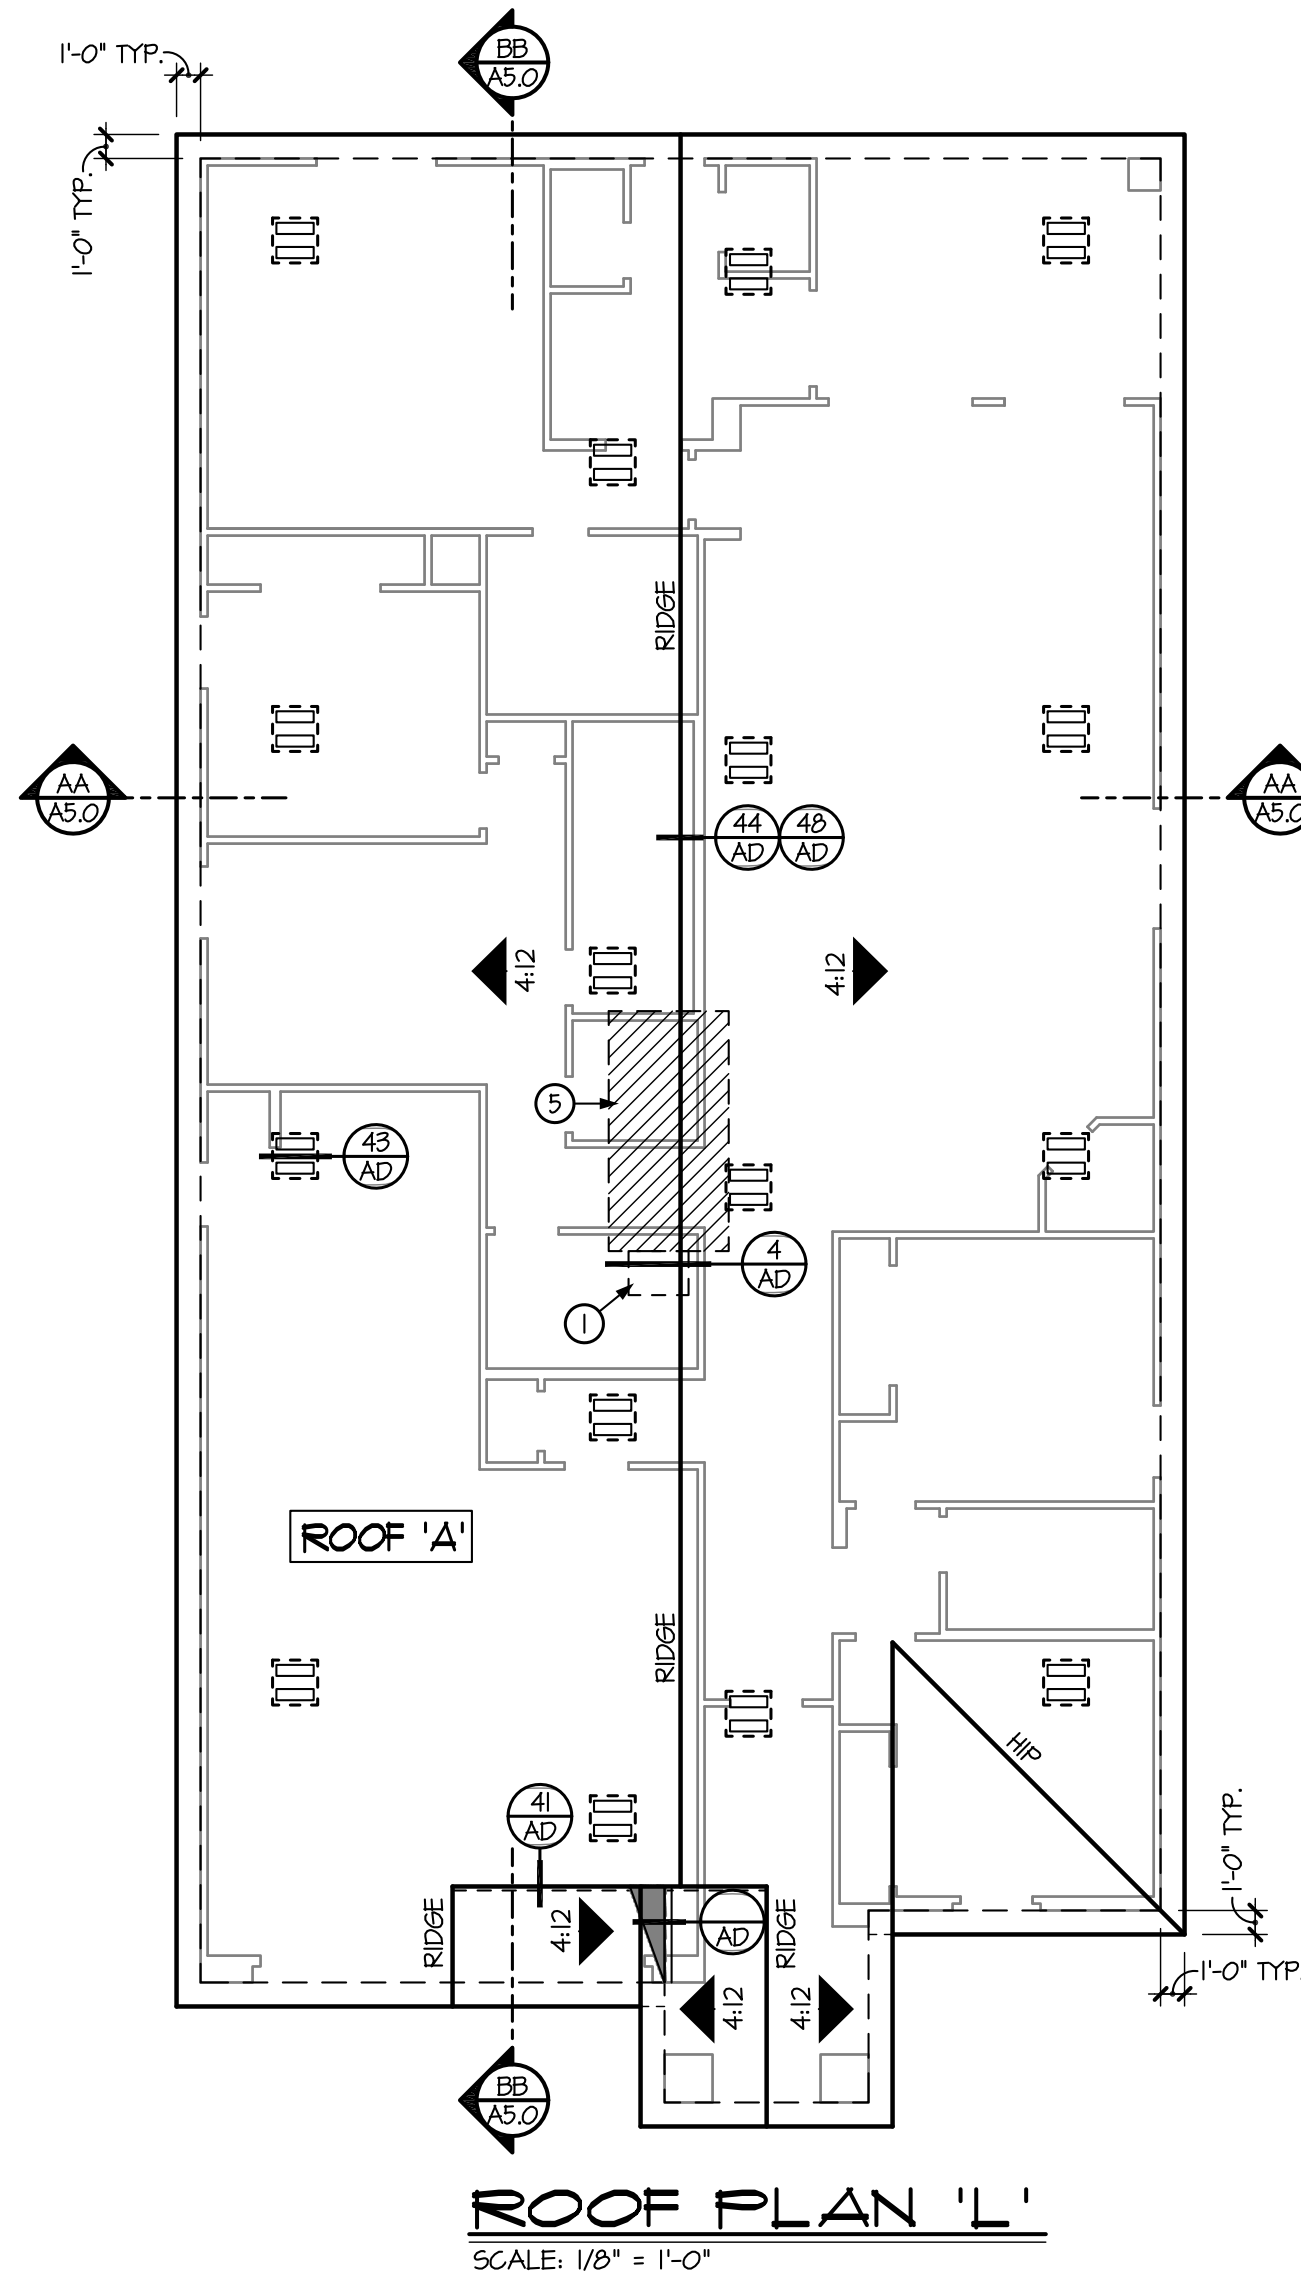 BB
A5.0
1'-0" TYP.
1'-0" TYP.
RIDGE
AA
A5.0
AA
A5.0
44
AD
48
AD
4:12
4:12
5
43
AD
4
AD
1
ROOF 'A'
RIDGE
HIP
41
AD
1'-0" TYP.
RIDGE
4:12
AD
RIDGE
1'-0" TYP.
4:12
4:12
BB
A5.0
ROOF PLAN 'L'
SCALE: 1/8" = 1'-0"